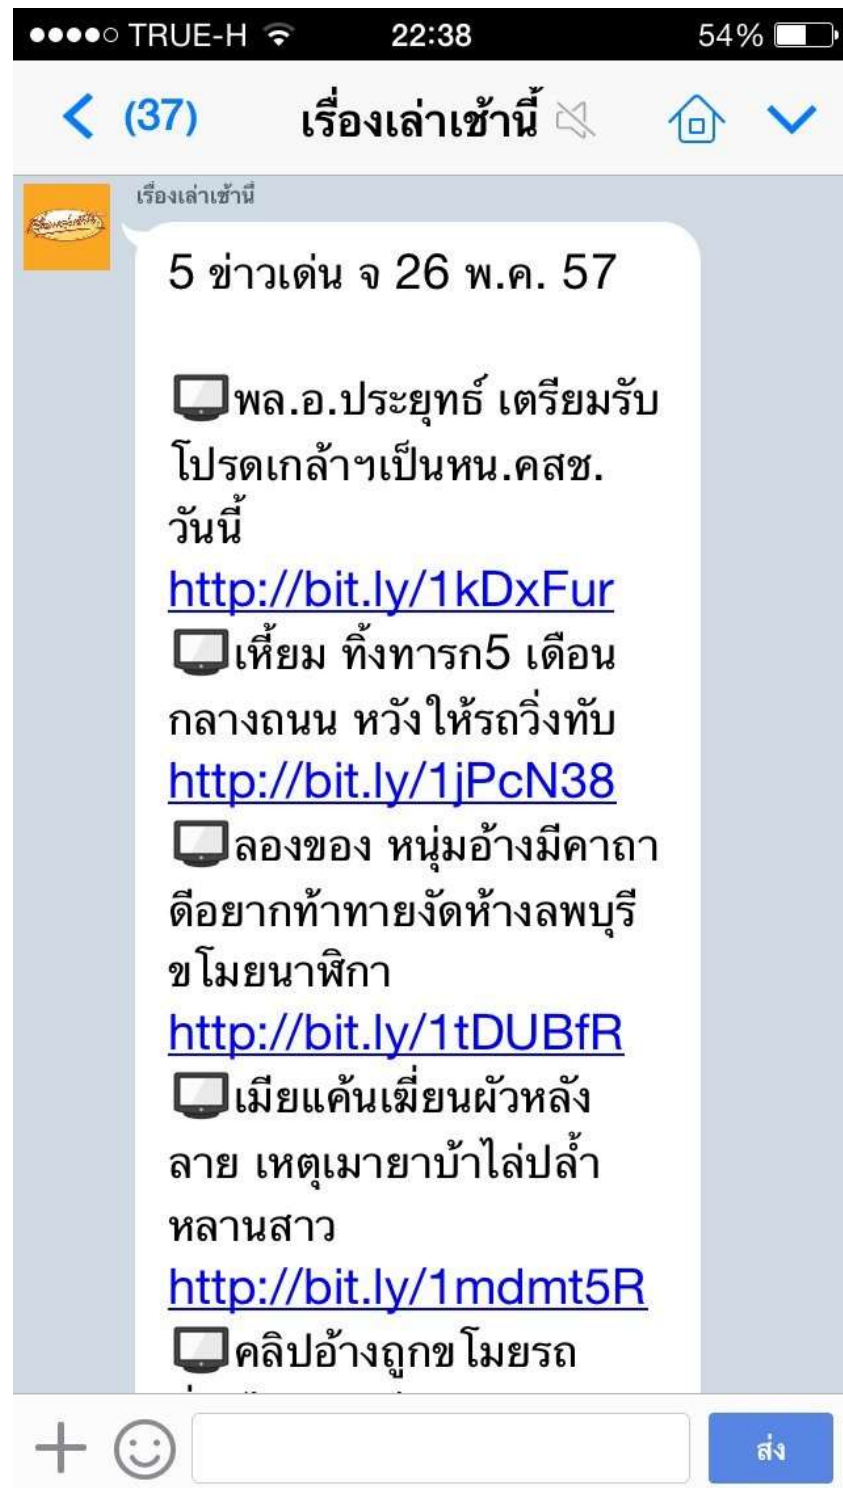 TRUE-H 22:38 54%
(37) เรื่องเล่าเช้านี้
เรื่องเล่าเช้านี้
5 ข่าวเด่น จ 26 พ.ค. 57
พล.อ.ประยุทธ์ เตรียมรับ
โปรดเกล้าฯเป็นหน.คสช.
วันนี้
http://bit.ly/1kDxFur
เหี้ยม ทิ้งทารก5 เดือน
กลางถนน หวังให้รถวิ่งทับ
http://bit.ly/1jPcN38
ลองของ หนุ่มอ้างมีคาถา
ดีอยากท้าทายงัดห้างลพบุรี
ขโมยนาฬิกา
http://bit.ly/1tDUBfR
เมียแค้นเฆี่ยนผัวหลัง
ลาย เหตุเมายาบ้าไล่ปล้ำ
หลานสาว
http://bit.ly/1mdmt5R
คลิปอ้างถูกขโมยรถ
ส่ง